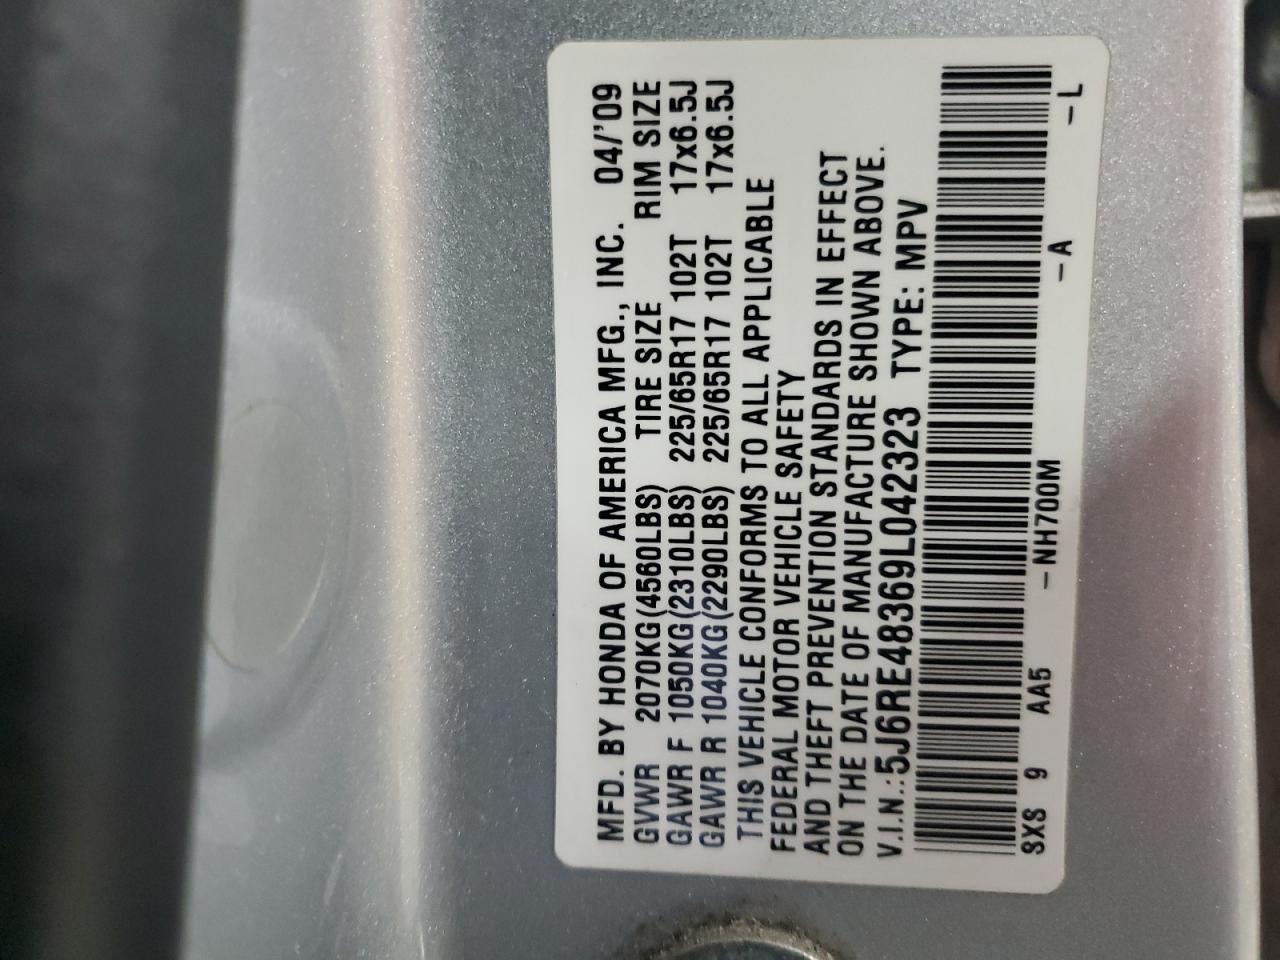 MFD. BY HONDA OF AMERICA MFG., INC. 04/'09
GVWR 2070KG(4560LBS) TIRE SIZE RIM SIZE
GAWR F 1050KG(2310LBS) 225/65R17 102T 17x6.5J
GAWR R 1040KG(2290LBS) 225/65R17 102T 17x6.5J
THIS VEHICLE CONFORMS TO ALL APPLICABLE
FEDERAL MOTOR VEHICLE SAFETY
AND THEFT PREVENTION STANDARDS IN EFFECT
ON THE DATE OF MANUFACTURE SHOWN ABOVE.
V.I.N.:5J6RE48369L042323 TYPE: MPV
SXS 9 AA5 -NH700M -A -L